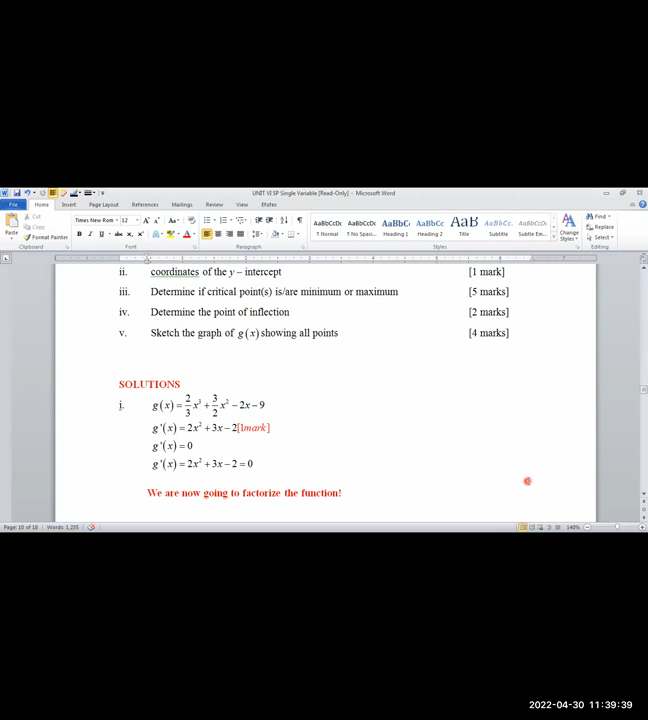 UNIT VI SP Single Variable [Read-Only] - Microsoft Word
File Home Insert Page Layout References Mailings Review View Efofex
Cut
Copy
Format Painter
Paste
Times New Rom 12
AaBbCcDc AaBbCcDc AaBbC AaBbCc AaB AaBbCc. AaBbCcDc
¶ Normal ¶ No Spaci... Heading 1 Heading 2 Title Subtitle Subtle Em...
Change Styles
Find
Replace
Select
Clipboard Font Paragraph Styles Editing
ii. coordinates of the y – intercept [1 mark]
iii. Determine if critical point(s) is/are minimum or maximum [5 marks]
iv. Determine the point of inflection [2 marks]
v. Sketch the graph of g(x) showing all points [4 marks]
SOLUTIONS
i. g(x) = 2/3 x³ + 3/2 x² − 2x − 9
g'(x) = 2x² + 3x − 2 [1mark]
g'(x) = 0
g'(x) = 2x² + 3x − 2 = 0
We are now going to factorize the function!
Page: 10 of 18 Words: 1,235 140%
2022-04-30 11:39:39